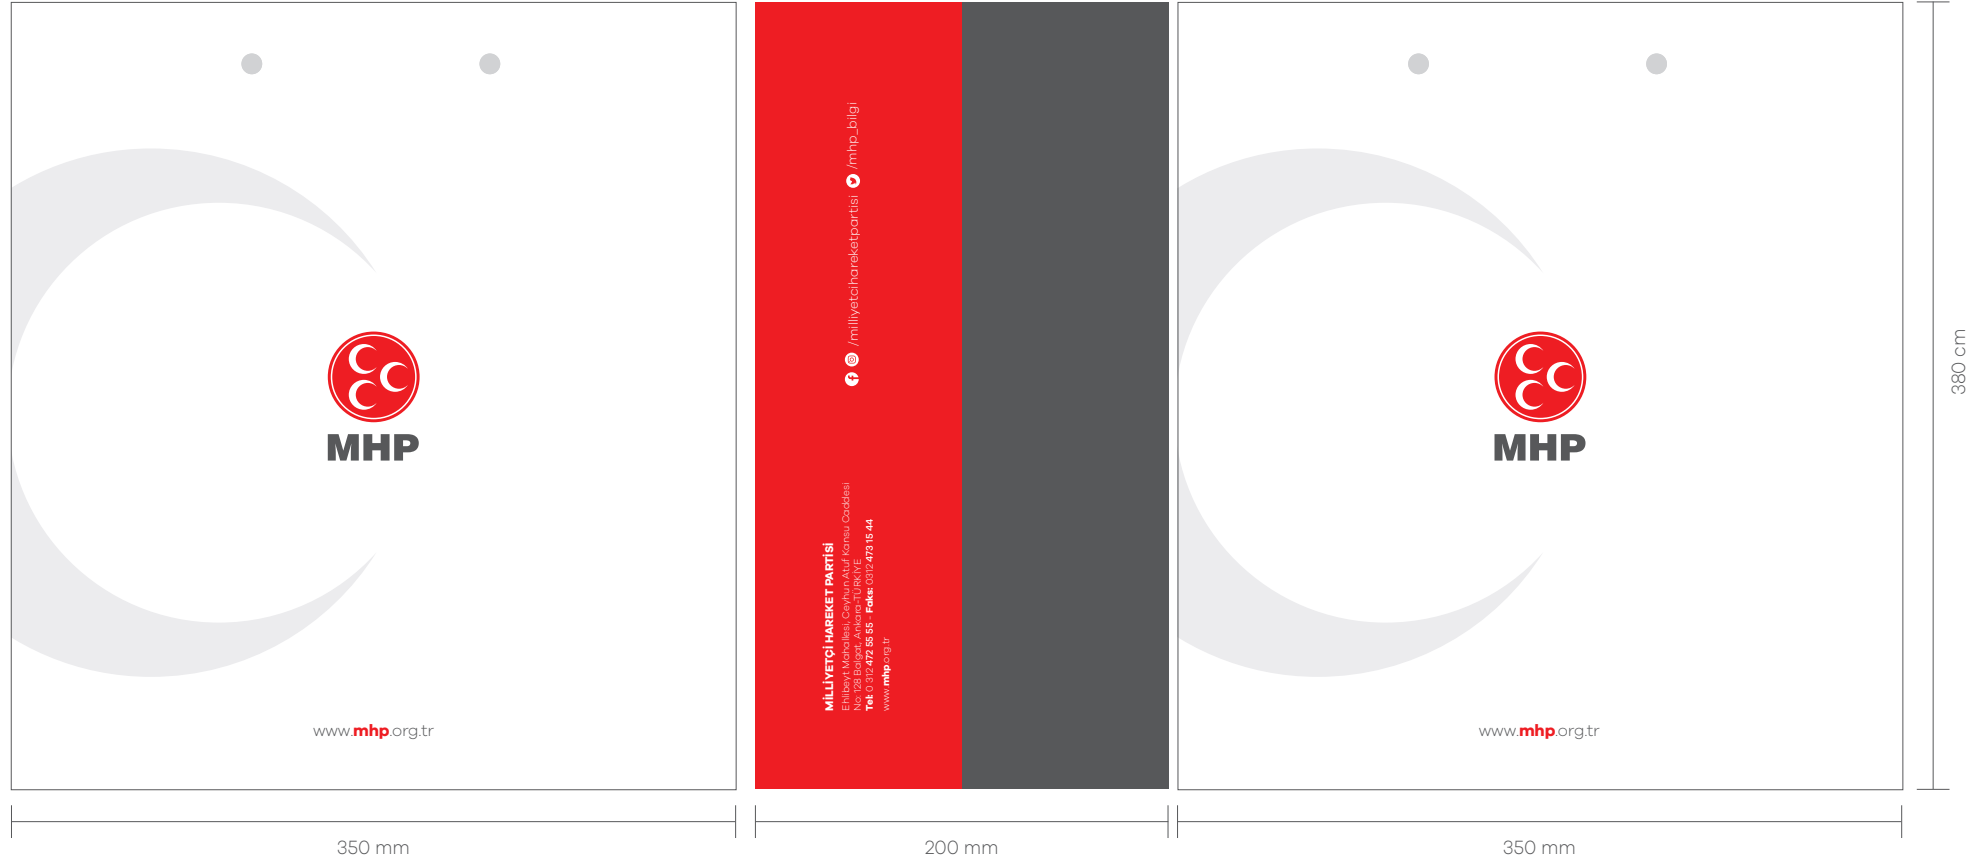 MHP
www.mhp.org.tr
350 mm
/milliyetcihareketpartisi /mhp_bilgi
MİLLİYETÇİ HAREKET PARTİSİ
Ehlibeyt Mahallesi, Ceyhun Atuf Kansu Caddesi
No: 128 Balgat, Ankara-TÜRKİYE
Tel: 0 312 472 55 55 - Faks: 0312 473 15 44
www.mhp.org.tr
200 mm
MHP
www.mhp.org.tr
350 mm
380 cm